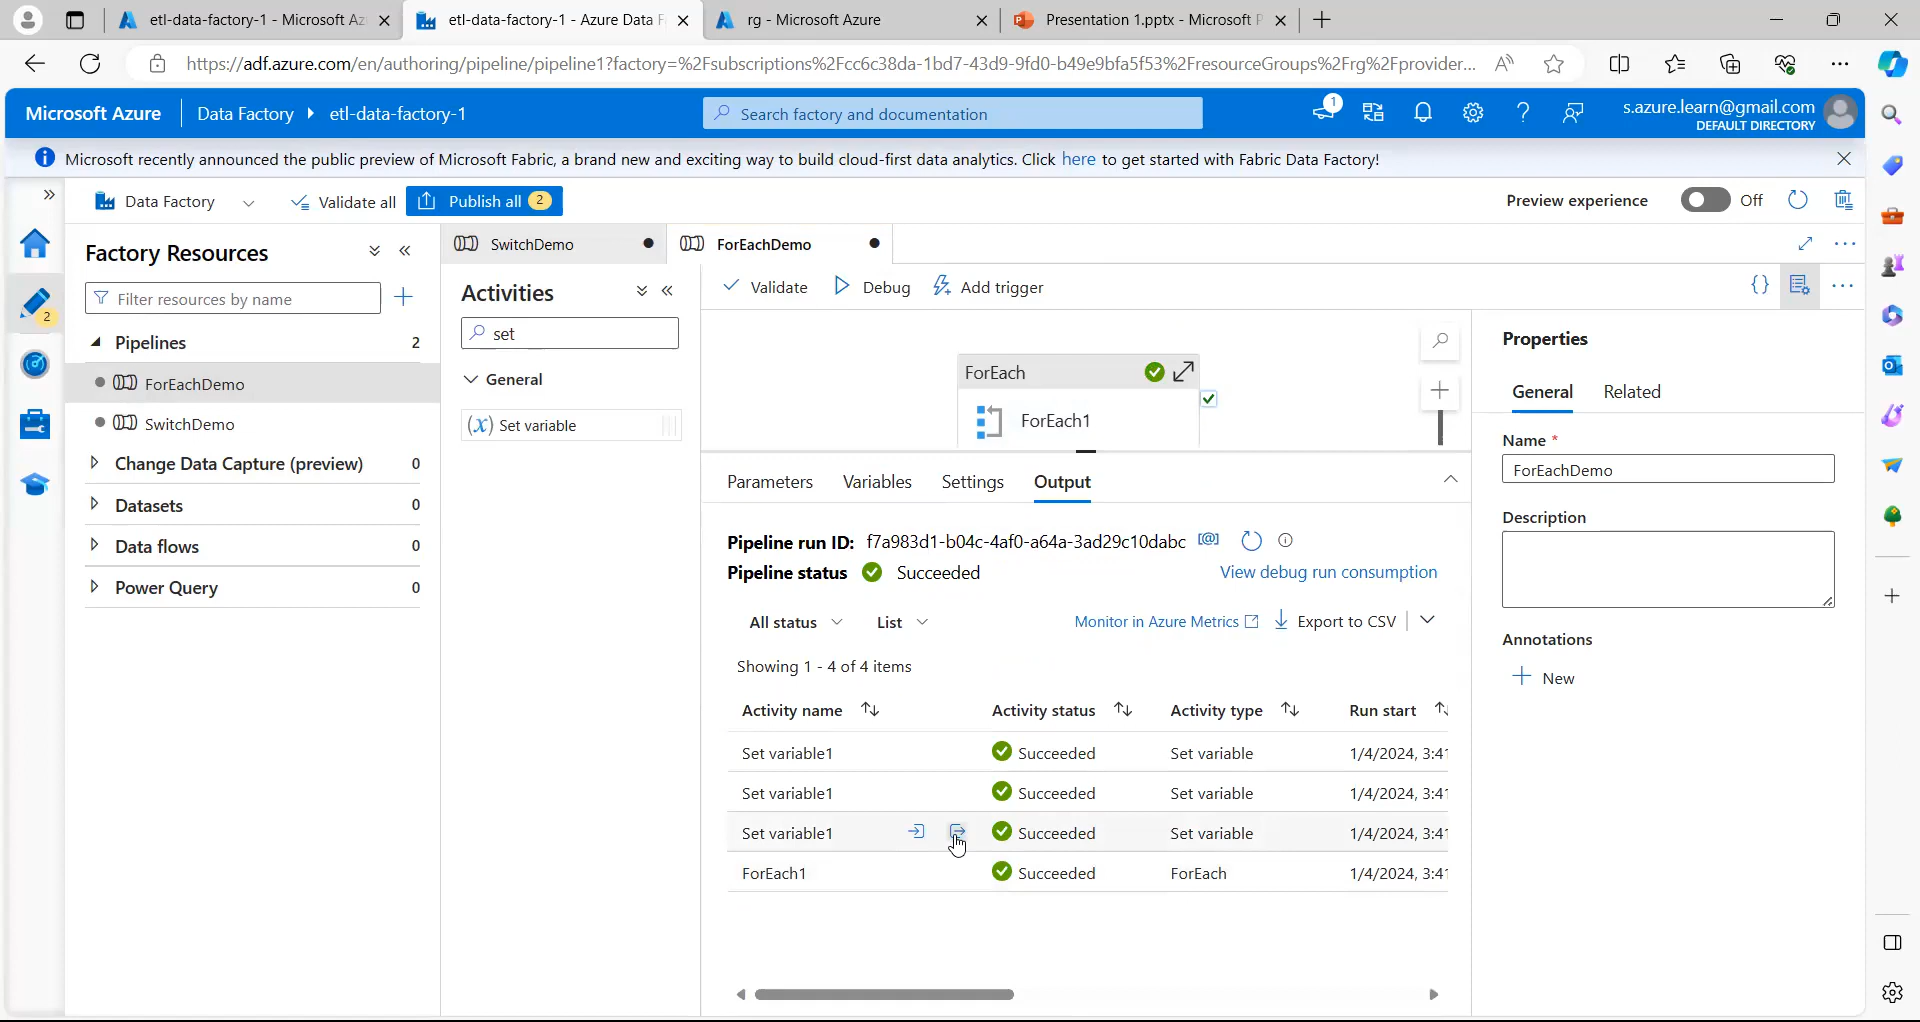 etl-data-factory-1 - Microsoft Az
etl-data-factory-1 - Azure Data F
rg - Microsoft Azure
Presentation 1.pptx - Microsoft P
https://adf.azure.com/en/authoring/pipeline/pipeline1?factory=%2Fsubscriptions%2Fcc6c38da-1bd7-43d9-9fd0-b49e9bfa5f53%2FresourceGroups%2Frg%2Fprovider...
Microsoft Azure
Data Factory
etl-data-factory-1
Search factory and documentation
1
s.azure.learn@gmail.com
DEFAULT DIRECTORY
Microsoft recently announced the public preview of Microsoft Fabric, a brand new and exciting way to build cloud-first data analytics. Click here to get started with Fabric Data Factory!
Data Factory
Validate all
Publish all 2
Preview experience
Off
2
Factory Resources
Filter resources by name
Pipelines 2
ForEachDemo
SwitchDemo
Change Data Capture (preview) 0
Datasets 0
Data flows 0
Power Query 0
SwitchDemo
ForEachDemo
Activities
set
General
(x) Set variable
Validate
Debug
Add trigger
ForEach
ForEach1
Parameters
Variables
Settings
Output
Pipeline run ID: f7a983d1-b04c-4af0-a64a-3ad29c10dabc
Pipeline status Succeeded
View debug run consumption
All status
List
Monitor in Azure Metrics
Export to CSV
Showing 1 - 4 of 4 items
Activity name Activity status Activity type Run start
Set variable1 Succeeded Set variable 1/4/2024, 3:41
Set variable1 Succeeded Set variable 1/4/2024, 3:41
Set variable1 Succeeded Set variable 1/4/2024, 3:41
ForEach1 Succeeded ForEach 1/4/2024, 3:41
Properties
General
Related
Name *
ForEachDemo
Description
Annotations
New